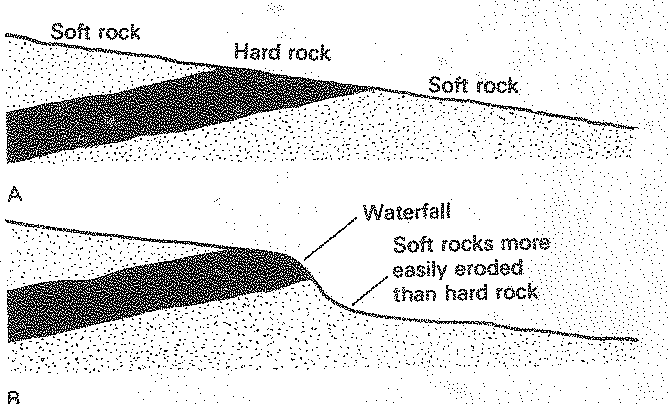 Soft rock
Hard rock
Soft rock
A
Waterfall
Soft rocks more
easily eroded
than hard rock
B